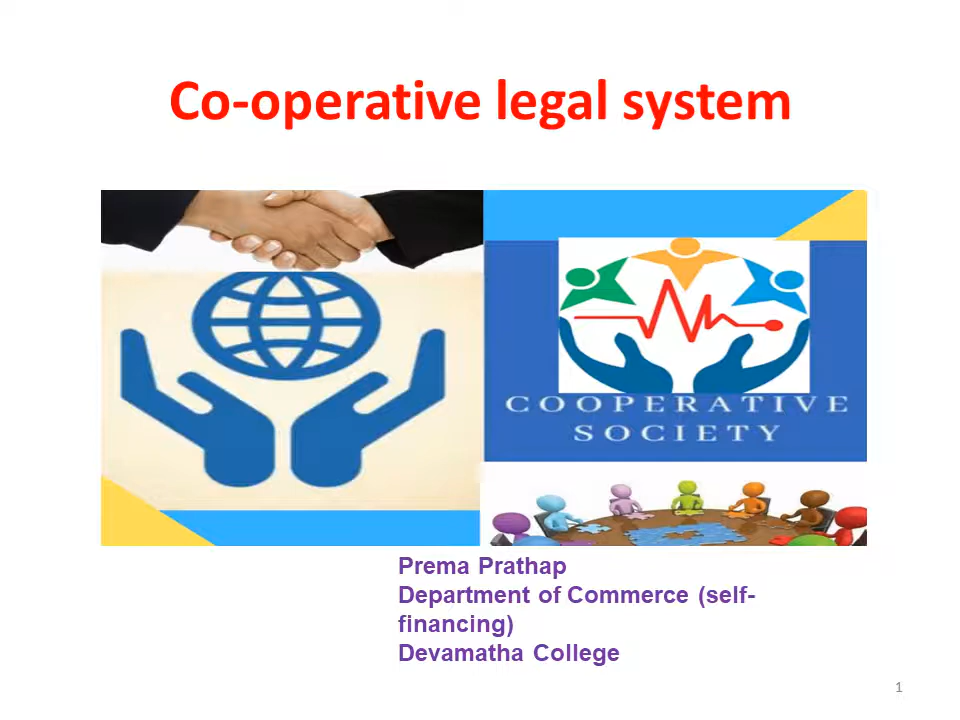 Co-operative legal system
COOPERATIVE
SOCIETY
Prema Prathap
Department of Commerce (self-
financing)
Devamatha College
1